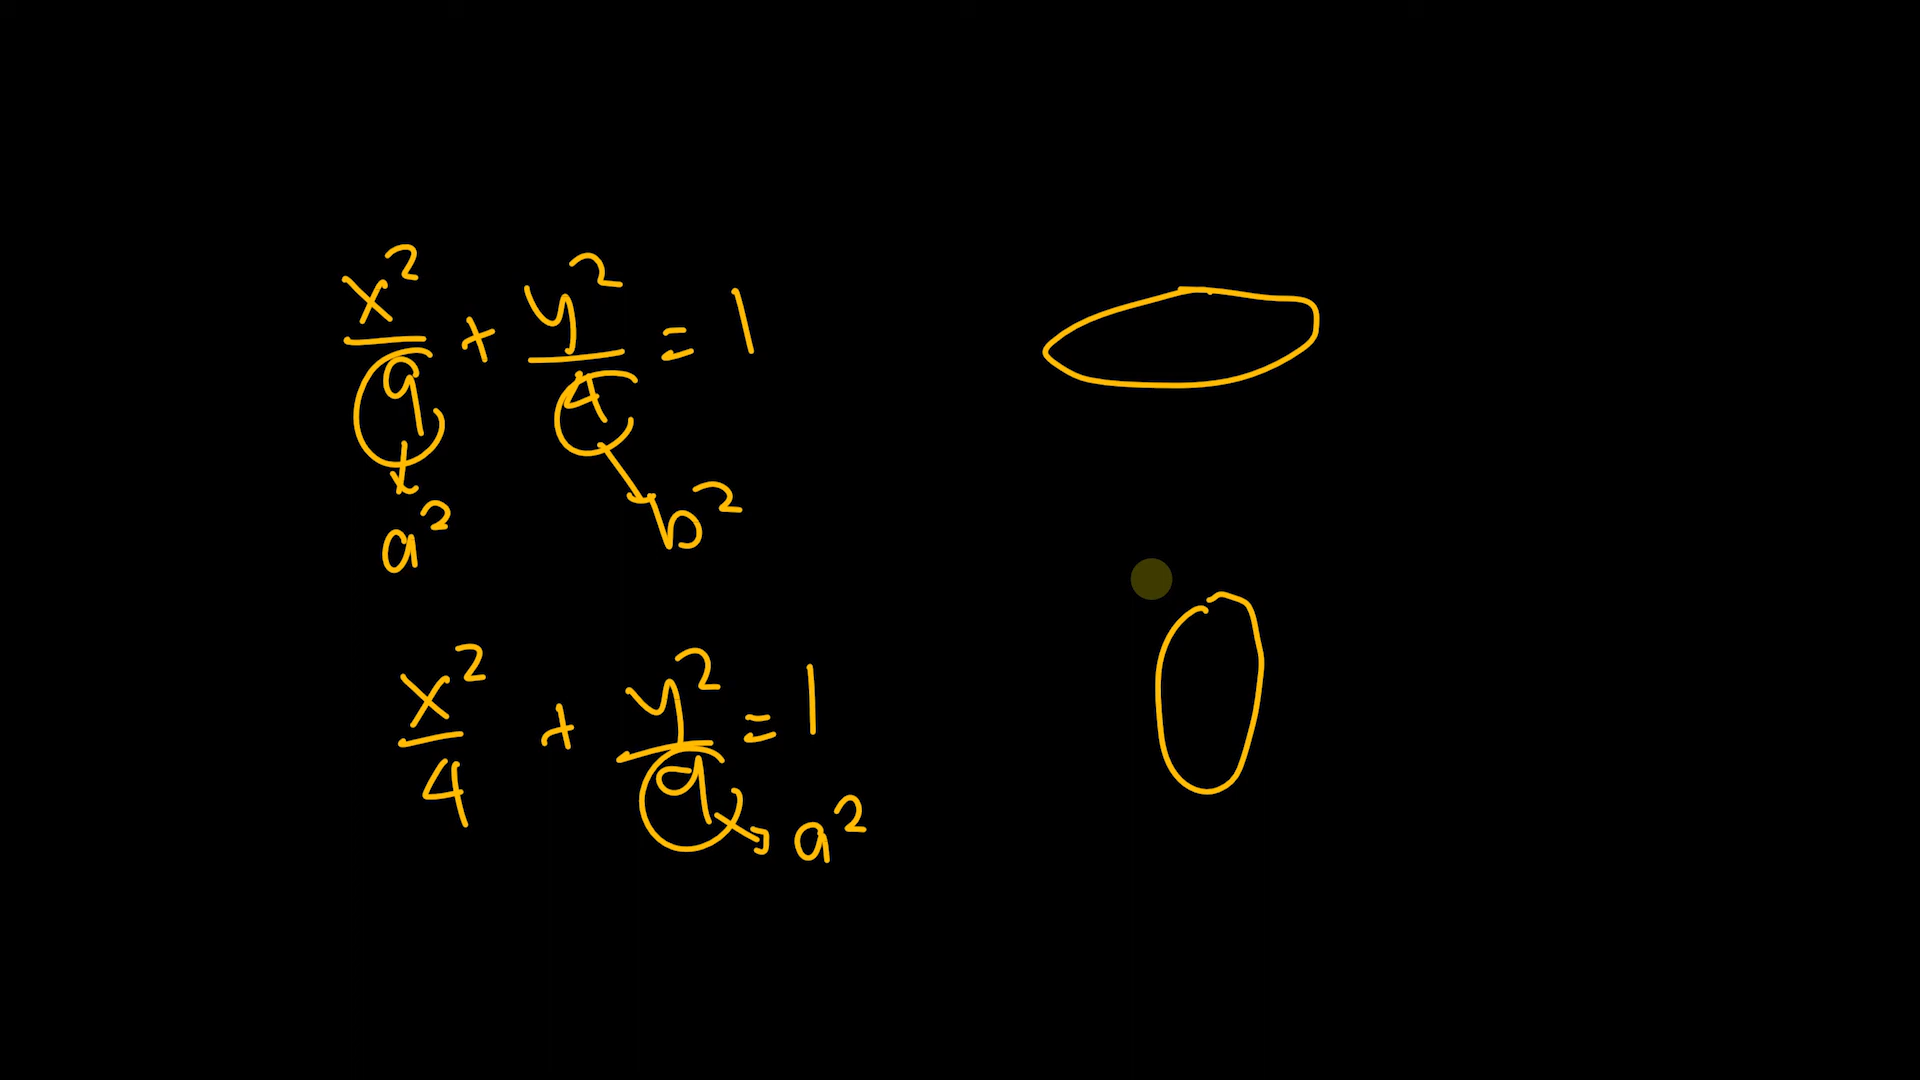 x²/9 + y²/4 = 1
a² b²
x²/4 + y²/9 = 1
a²